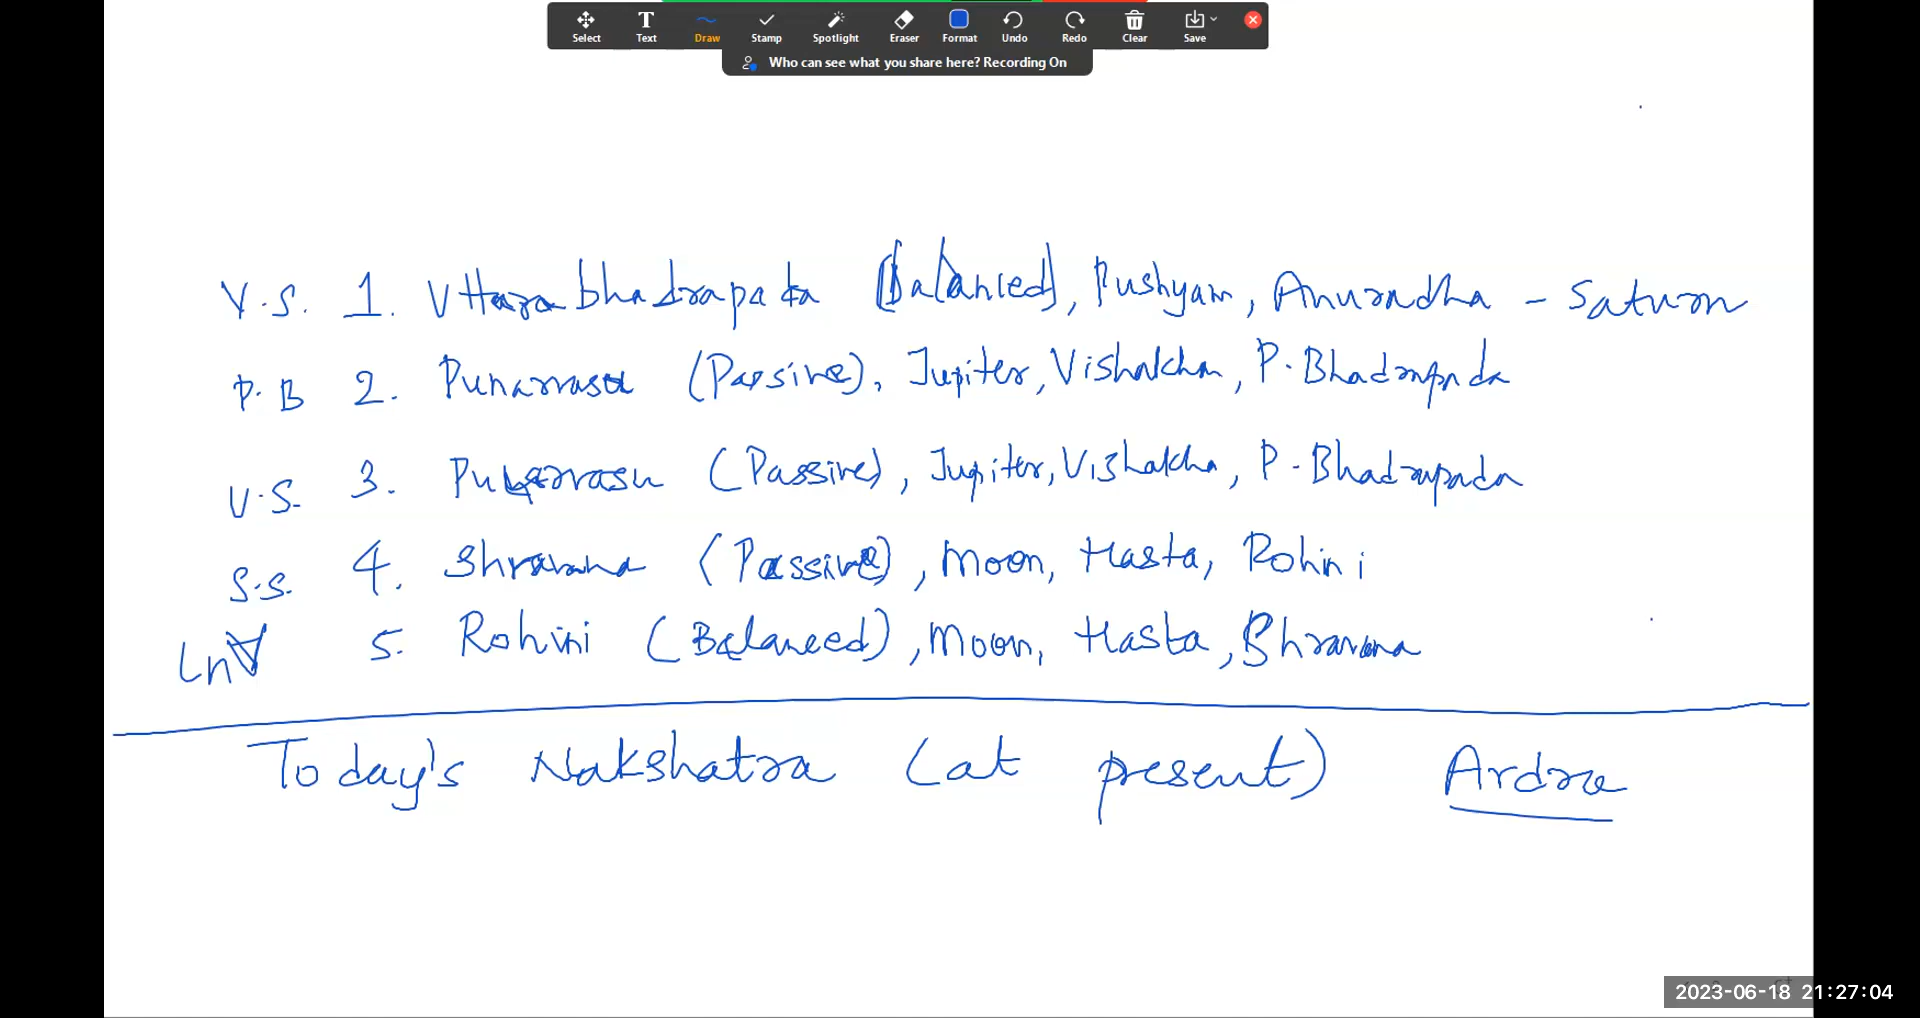 Select Text Draw Stamp Spotlight Eraser Format Undo Redo Clear Save
Who can see what you share here? Recording On
V.S. 1. Uttarabhadrapada (Balanced), Pushyam, Anuradha - Saturn
P.B 2. Punarvasu (Passive), Jupiter, Vishakha, P.Bhadrapada
V.S. 3. Punarvasu (Passive), Jupiter, Vishakha, P-Bhadrapada
S.S. 4. Shravana (Passive), Moon, Hasta, Rohini
5. Rohini (Balanced), Moon, Hasta, Shravana
Today's Nakshatra (at present) Ardra
2023-06-18 21:27:04